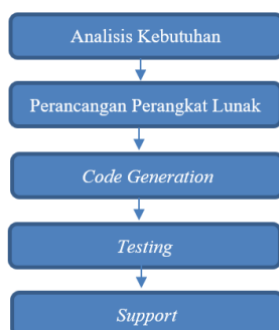 Analisis Kebutuhan
Perancangan Perangkat Lunak
Code Generation
Testing
Support